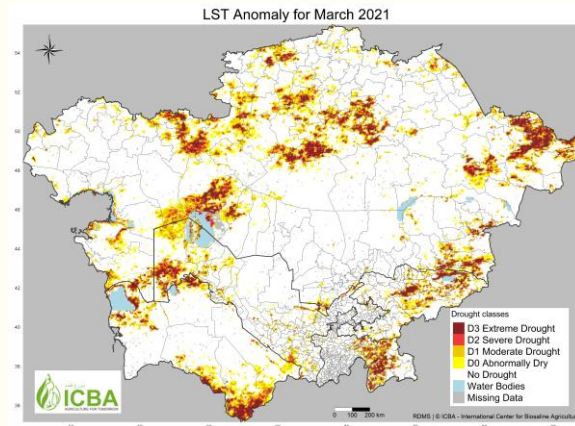 LST Anomaly for March 2021
54
52
50
48
46
44
42
40
38
36
Drought classes
D3 Extreme Drought
D2 Severe Drought
D1 Moderate Drought
D0 Abnormally Dry
No Drought
Water Bodies
Missing Data
ICBA
AGRICULTURE FOR TOMORROW
0 100 200
km
RDMS | © ICBA - International Center for Biosaline Agricultu